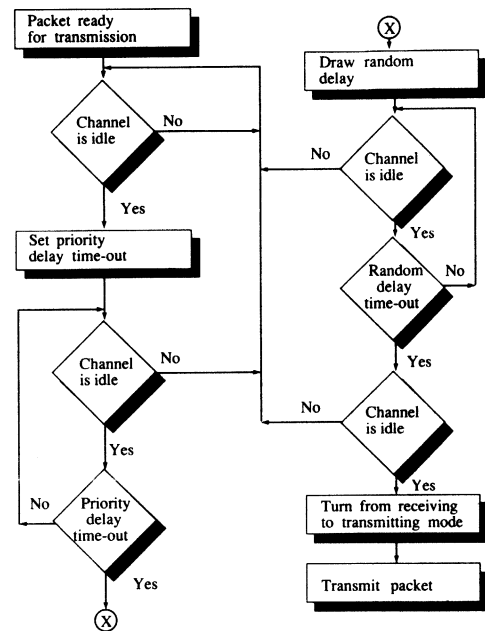 Packet ready
for transmission
Channel
is idle
No
Yes
Set priority
delay time-out
Channel
is idle
No
Yes
Priority
delay
time-out
No
Yes
X
X
Draw random
delay
Channel
is idle
No
Yes
Random
delay
time-out
No
Yes
Channel
is idle
No
Yes
Turn from receiving
to transmitting mode
Transmit packet